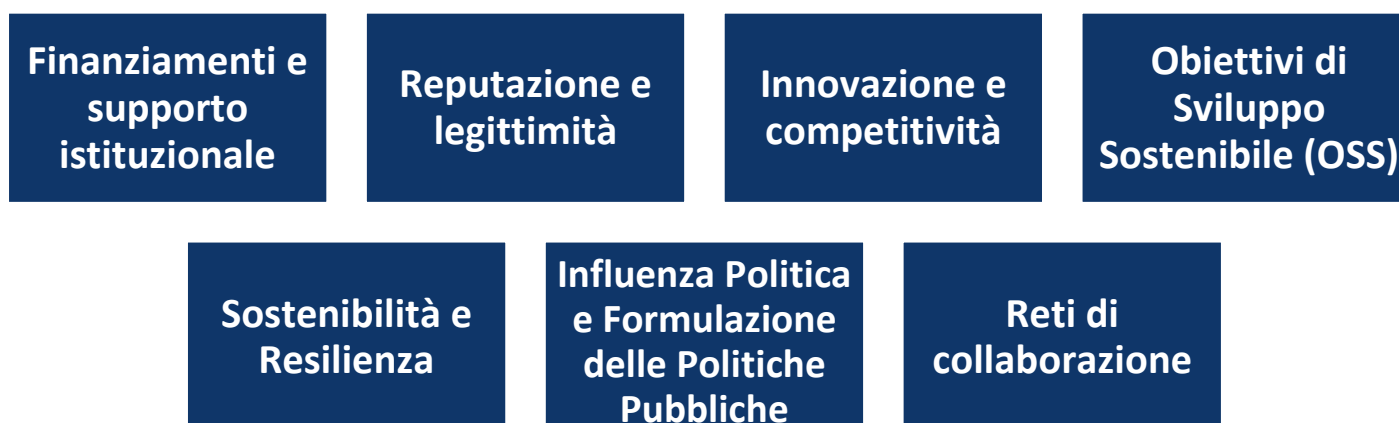 Finanziamenti e
supporto
istituzionale
Reputazione e
legittimità
Innovazione e
competitività
Obiettivi di
Sviluppo
Sostenibile (OSS)
Sostenibilità e
Resilienza
Influenza Politica
e Formulazione
delle Politiche
Pubbliche
Reti di
collaborazione